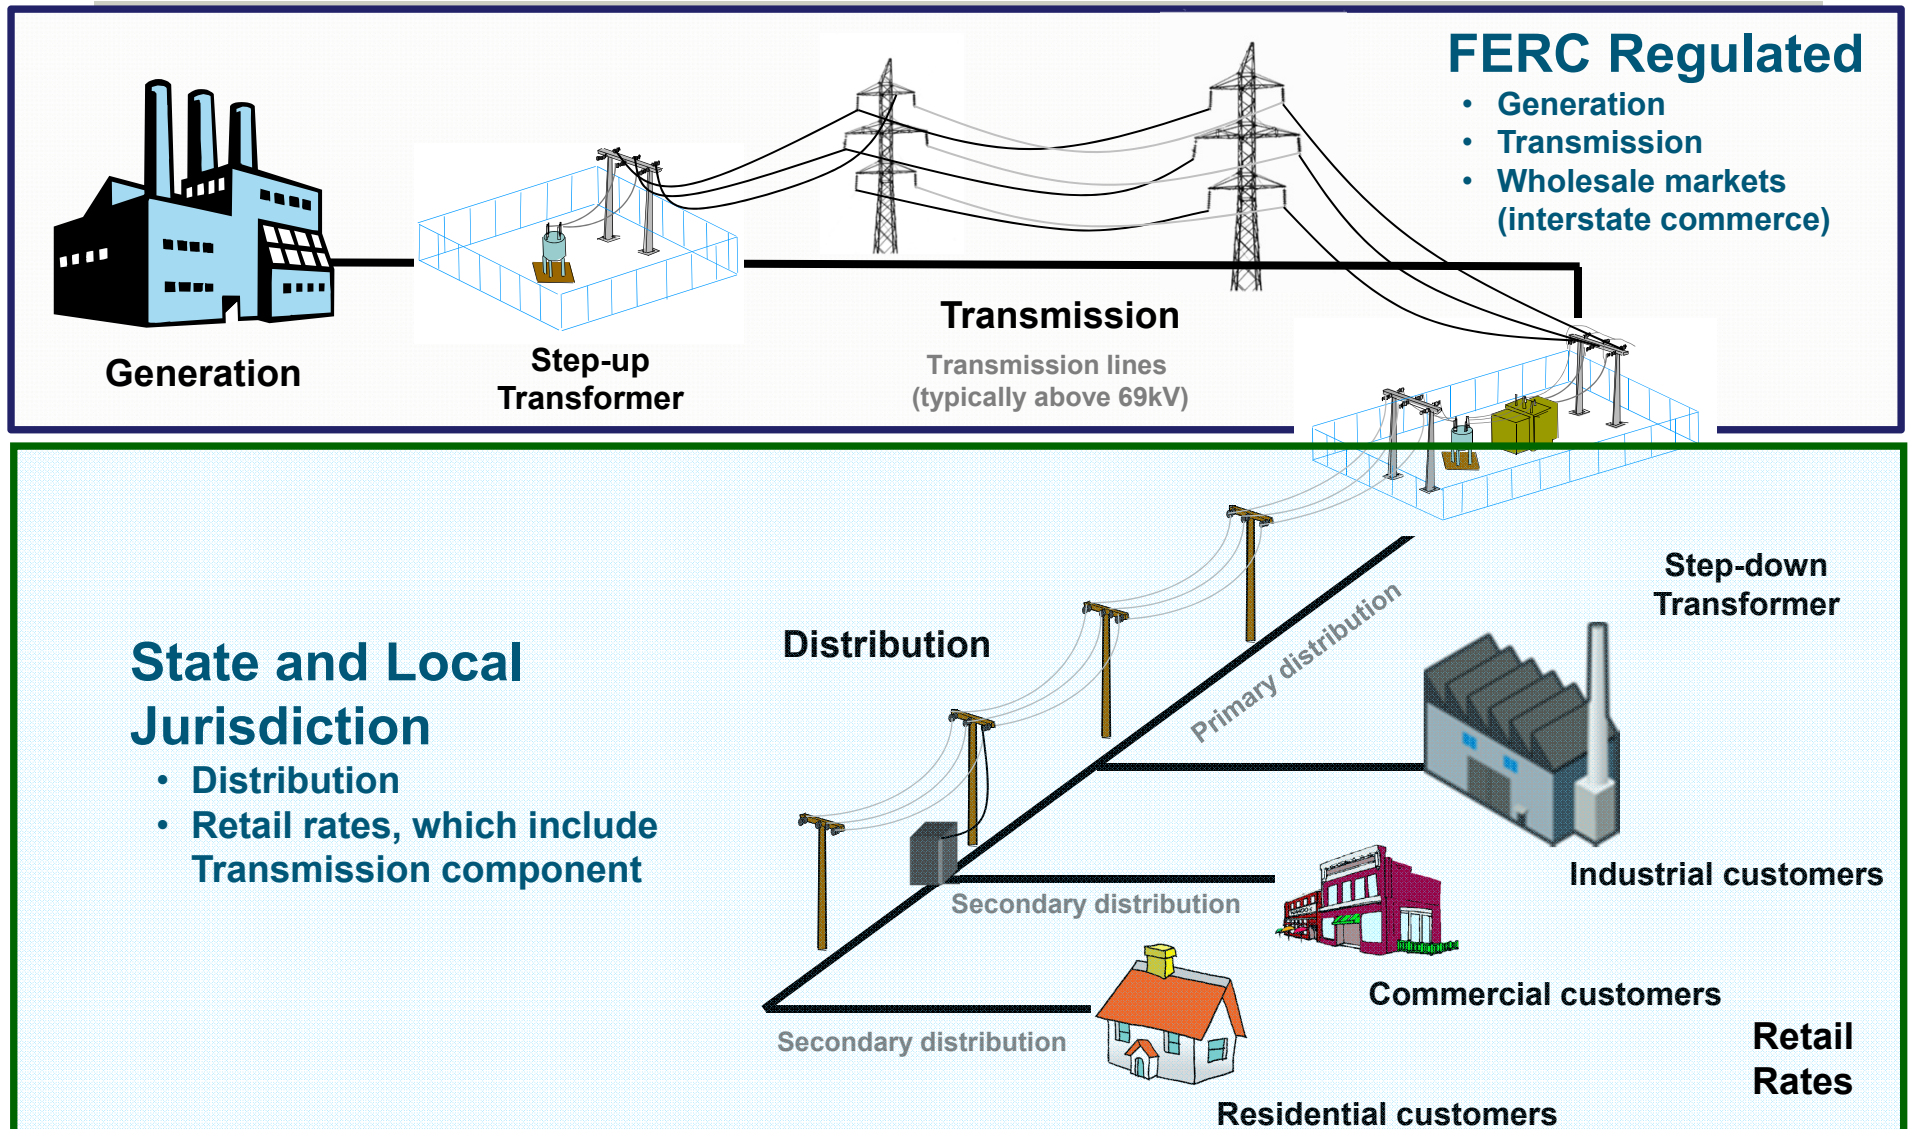 FERC Regulated
• Generation
• Transmission
• Wholesale markets
(interstate commerce)
Generation
Step-up
Transformer
Transmission
Transmission lines
(typically above 69kV)
Step-down
Transformer
State and Local
Jurisdiction
• Distribution
• Retail rates, which include
Transmission component
Distribution
Primary distribution
Industrial customers
Secondary distribution
Commercial customers
Secondary distribution
Residential customers
Retail
Rates